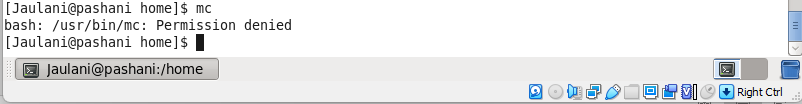 [Jaulani@pashani home]$ mc
bash: /usr/bin/mc: Permission denied
[Jaulani@pashani home]$
Jaulani@pashani:/home
Right Ctrl